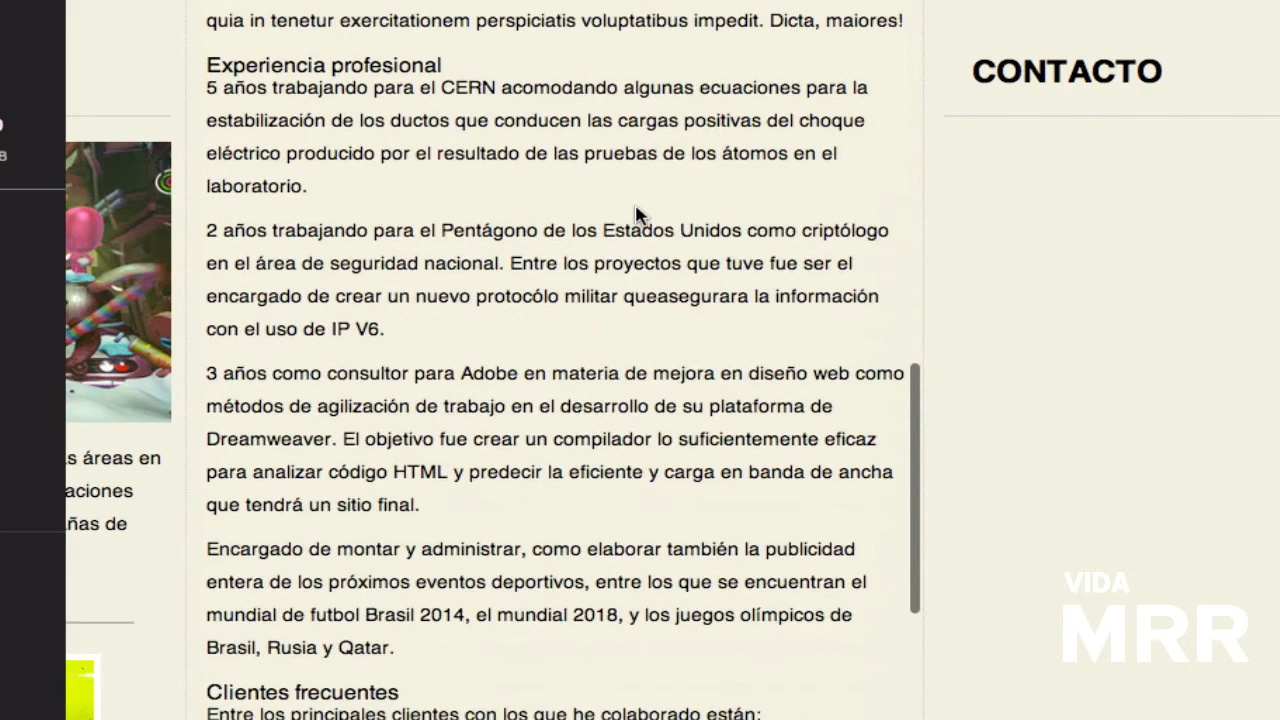 quia in tenetur exercitationem perspiciatis voluptatibus impedit. Dicta, maiores!
Experiencia profesional
5 años trabajando para el CERN acomodando algunas ecuaciones para la
estabilización de los ductos que conducen las cargas positivas del choque
eléctrico producido por el resultado de las pruebas de los átomos en el
laboratorio.
2 años trabajando para el Pentágono de los Estados Unidos como criptólogo
en el área de seguridad nacional. Entre los proyectos que tuve fue ser el
encargado de crear un nuevo protocólo militar queasegurara la información
con el uso de IP V6.
3 años como consultor para Adobe en materia de mejora en diseño web como
métodos de agilización de trabajo en el desarrollo de su plataforma de
Dreamweaver. El objetivo fue crear un compilador lo suficientemente eficaz
para analizar código HTML y predecir la eficiente y carga en banda de ancha
que tendrá un sitio final.
Encargado de montar y administrar, como elaborar también la publicidad
entera de los próximos eventos deportivos, entre los que se encuentran el
mundial de futbol Brasil 2014, el mundial 2018, y los juegos olímpicos de
Brasil, Rusia y Qatar.
Clientes frecuentes
Entre los principales clientes con los que he colaborado están:
CONTACTO
s áreas en
aciones
ñas de
B
VIDA
MRR